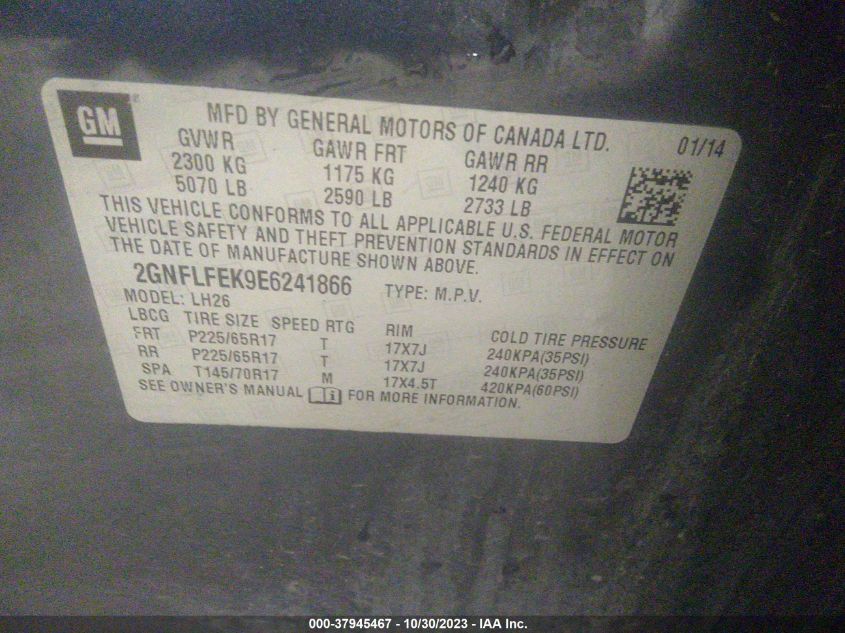 GM
MFD BY GENERAL MOTORS OF CANADA LTD. 01/14
GVWR GAWR FRT GAWR RR
2300 KG 1175 KG 1240 KG
5070 LB 2590 LB 2733 LB
THIS VEHICLE CONFORMS TO ALL APPLICABLE U.S. FEDERAL MOTOR
VEHICLE SAFETY AND THEFT PREVENTION STANDARDS IN EFFECT ON
THE DATE OF MANUFACTURE SHOWN ABOVE.
2GNFLFEK9E6241866 TYPE: M.P.V.
MODEL: LH26
LBCG TIRE SIZE SPEED RTG RIM COLD TIRE PRESSURE
FRT P225/65R17 T 17X7J 240KPA(35PSI)
RR P225/65R17 T 17X7J 240KPA(35PSI)
SPA T145/70R17 M 17X4.5T 420KPA(60PSI)
SEE OWNER'S MANUAL FOR MORE INFORMATION.
000-37945467 - 10/30/2023 - IAA Inc.